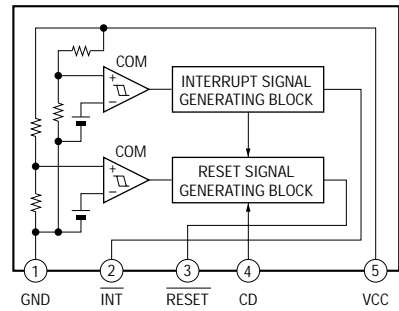 COM
+
−
INTERRUPT SIGNAL
GENERATING BLOCK
COM
+
−
RESET SIGNAL
GENERATING BLOCK
1
2
3
4
5
GND
INT
RESET
CD
VCC